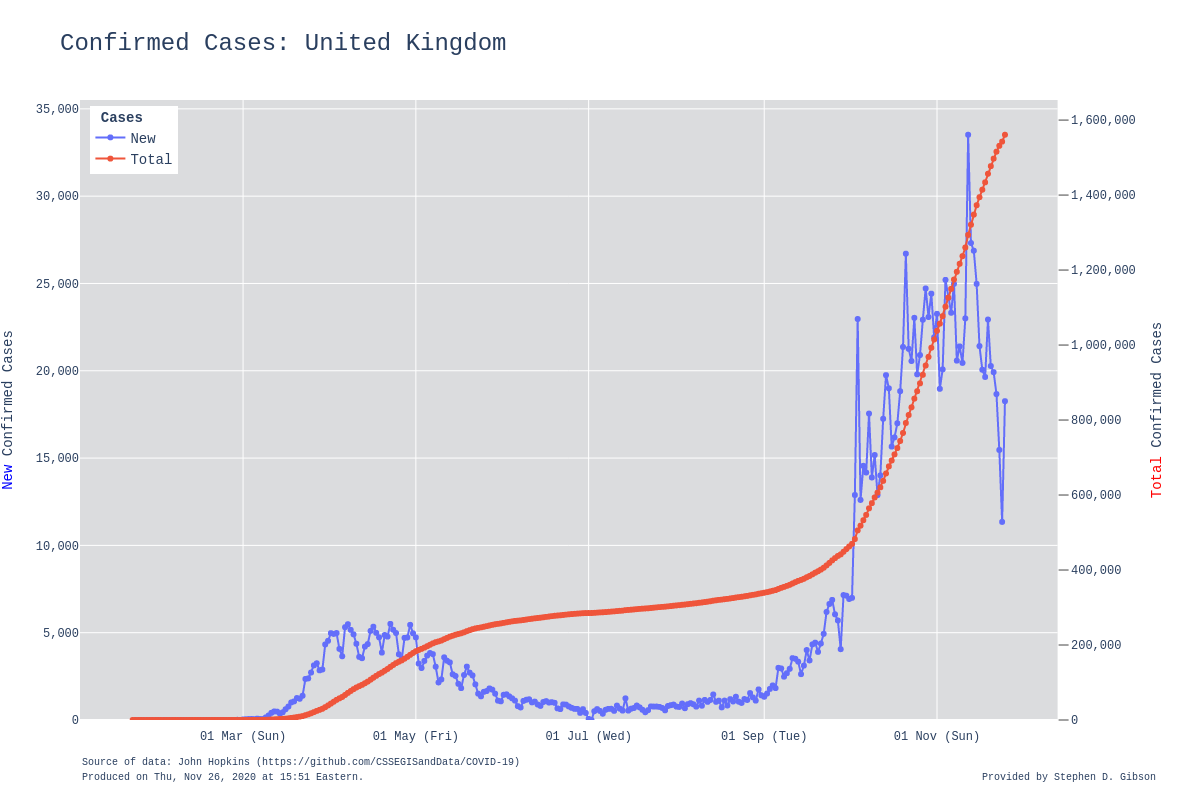 Confirmed Cases: United Kingdom
Cases
New
Total
35,000
30,000
25,000
20,000
15,000
10,000
5,000
0
New Confirmed Cases
1,600,000
1,400,000
1,200,000
1,000,000
800,000
600,000
400,000
200,000
0
Total Confirmed Cases
01 Mar (Sun)
01 May (Fri)
01 Jul (Wed)
01 Sep (Tue)
01 Nov (Sun)
Source of data: John Hopkins (https://github.com/CSSEGISandData/COVID-19)
Produced on Thu, Nov 26, 2020 at 15:51 Eastern.
Provided by Stephen D. Gibson